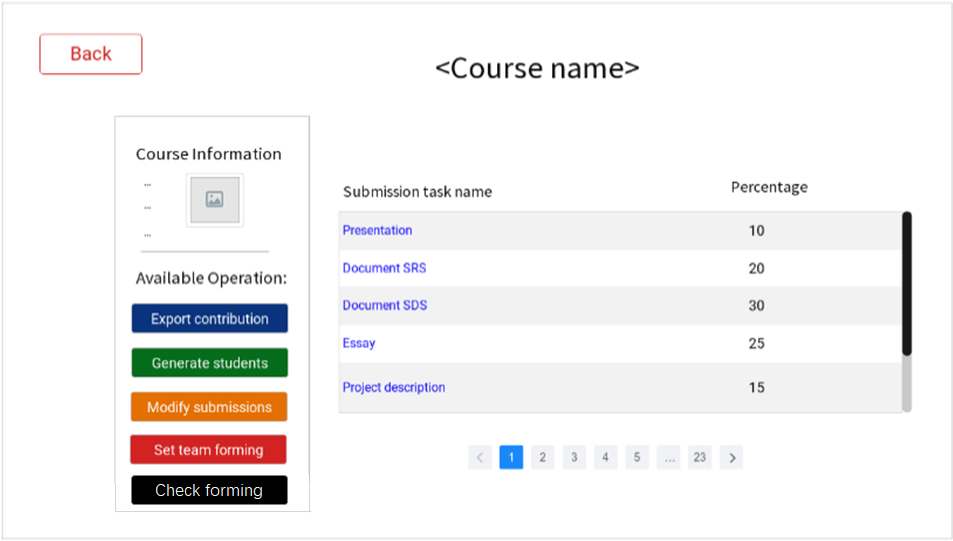 Back
<Course name>
Course Information
...
...
...
Available Operation:
Export contribution
Generate students
Modify submissions
Set team forming
Check forming
Submission task name Percentage
Presentation 10
Document SRS 20
Document SDS 30
Essay 25
Project description 15
< 1 2 3 4 5 ... 23 >